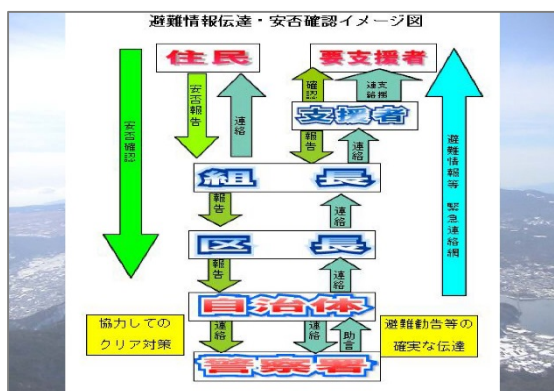 避難情報伝達・安否確認イメージ図
住民
要支援者
安否報告
連絡
確認
報告
連絡
支援
支援者
連絡
安否確認
避難情報等 緊急連絡網
組長
報告
連絡
区長
報告
連絡
自治体
協力しての
クリア対策
連絡
連絡
助言
避難勧告等の
確実な伝達
警察署